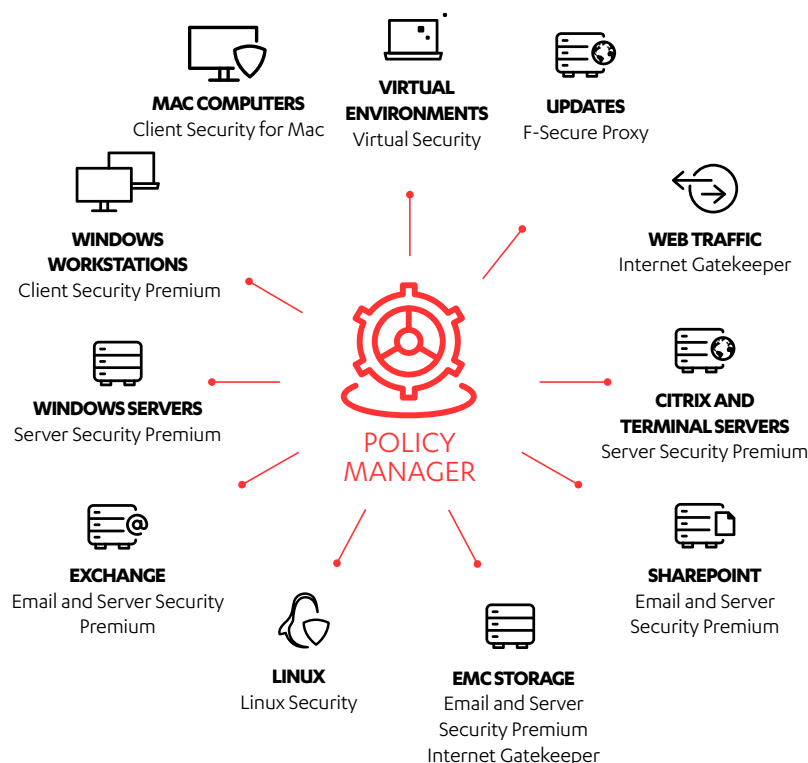 MAC COMPUTERS
Client Security for Mac
VIRTUAL
ENVIRONMENTS
Virtual Security
UPDATES
F-Secure Proxy
WINDOWS
WORKSTATIONS
Client Security Premium
WEB TRAFFIC
Internet Gatekeeper
WINDOWS SERVERS
Server Security Premium
POLICY
MANAGER
CITRIX AND
TERMINAL SERVERS
Server Security Premium
EXCHANGE
Email and Server Security
Premium
LINUX
Linux Security
EMC STORAGE
Email and Server
Security Premium
Internet Gatekeeper
SHAREPOINT
Email and Server
Security Premium